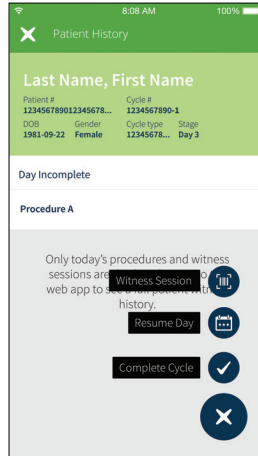 8:08 AM 100%
Patient History
Last Name, First Name
Patient # Cycle #
123456789012345678... 1234567890-1
DOB Gender Cycle type Stage
1981-09-22 Female 12345678... Day 3
Day Incomplete
Procedure A
Only today's procedures and witness
sessions are
Witness Session
web app to
history.
Resume Day
Complete Cycle